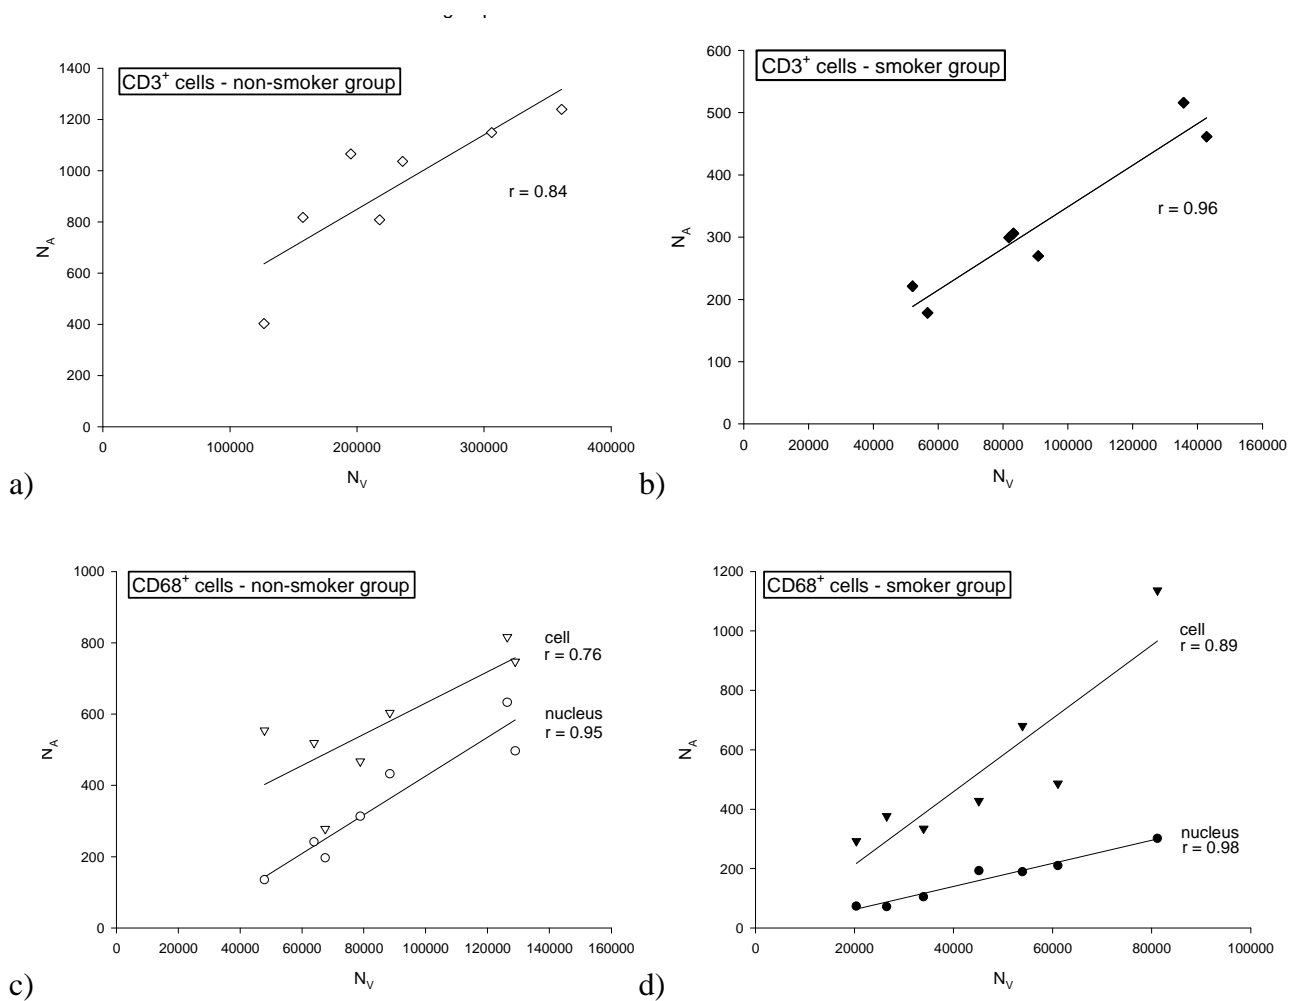 CD3+ cells - non-smoker group
1400
1200
1000
800
600
400
200
0
NA
r = 0.84
0 100000 200000 300000 400000
NV
a)
CD3+ cells - smoker group
600
500
400
300
200
100
0
NA
r = 0.96
0 20000 40000 60000 80000 100000 120000 140000 160000
NV
b)
CD68+ cells - non-smoker group
1000
800
600
400
200
0
NA
cell
r = 0.76
nucleus
r = 0.95
0 20000 40000 60000 80000 100000 120000 140000 160000
NV
c)
CD68+ cells - smoker group
1200
1000
800
600
400
200
0
NA
cell
r = 0.89
nucleus
r = 0.98
0 20000 40000 60000 80000 100000
NV
d)